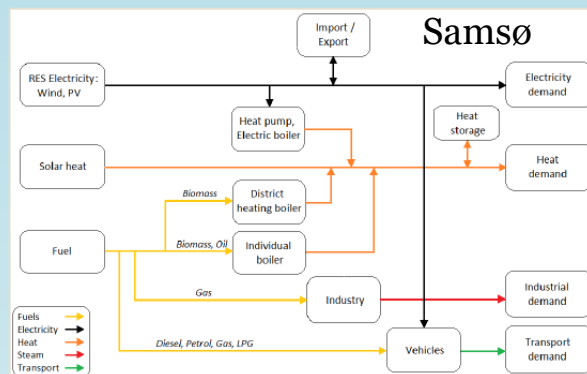 Samsø
Import /
Export
RES Electricity:
Wind, PV
Electricity
demand
Heat pump,
Electric boiler
Heat
storage
Solar heat
Heat
demand
Biomass
District
heating boiler
Fuel
Biomass, Oil
Individual
boiler
Gas
Industry
Industrial
demand
Fuels
Electricity
Heat
Steam
Transport
Diesel, Petrol, Gas, LPG
Vehicles
Transport
demand